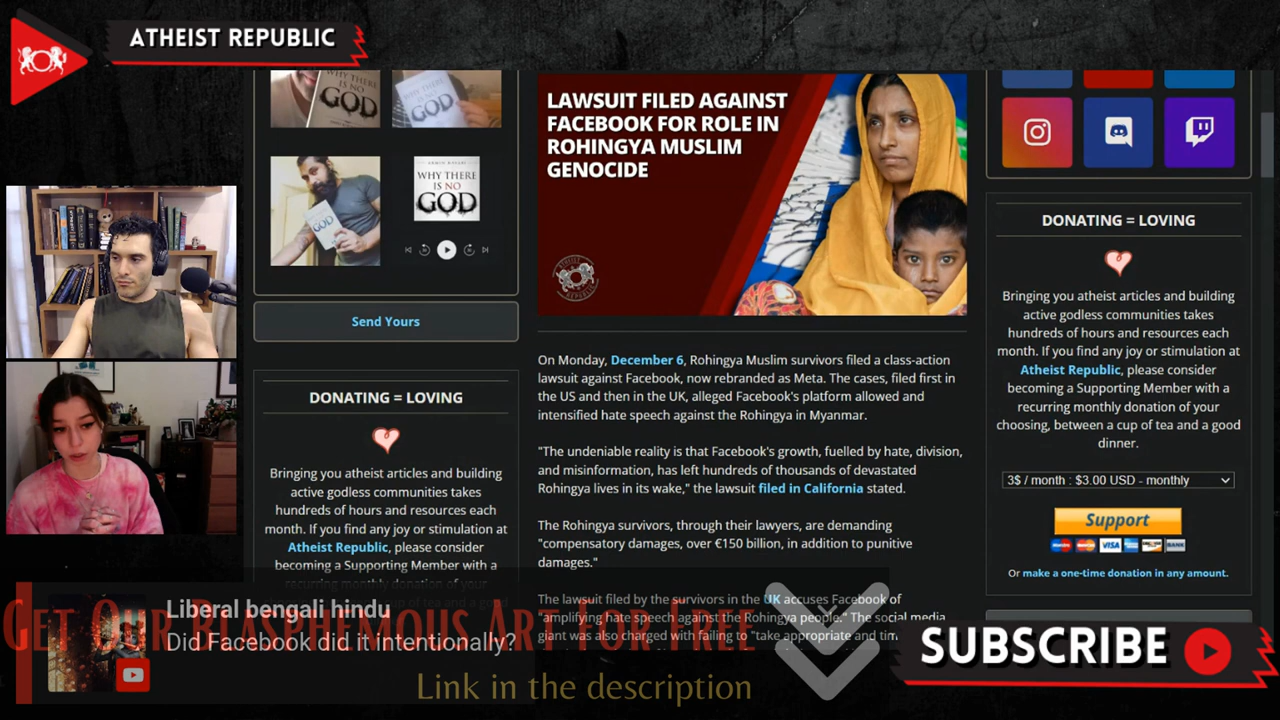 ATHEIST REPUBLIC
WHY THERE
IS NO
GOD
WHY THERE
IS NO
GOD
GOD
ARMIN NAVABI
WHY THERE
IS NO
GOD
Send Yours
DONATING = LOVING
Bringing you atheist articles and building
active godless communities takes
hundreds of hours and resources each
month. If you find any joy or stimulation at
Atheist Republic, please consider
becoming a Supporting Member with a
recurring monthly donation of your
LAWSUIT FILED AGAINST
FACEBOOK FOR ROLE IN
ROHINGYA MUSLIM
GENOCIDE
ATHEIST
REPUBLIC
On Monday, December 6, Rohingya Muslim survivors filed a class-action
lawsuit against Facebook, now rebranded as Meta. The cases, filed first in
the US and then in the UK, alleged Facebook's platform allowed and
intensified hate speech against the Rohingya in Myanmar.
"The undeniable reality is that Facebook's growth, fuelled by hate, division,
and misinformation, has left hundreds of thousands of devastated
Rohingya lives in its wake," the lawsuit filed in California stated.
The Rohingya survivors, through their lawyers, are demanding
"compensatory damages, over €150 billion, in addition to punitive
damages."
The lawsuit filed by the survivors in the UK accuses Facebook of
"amplifying hate speech against the Rohingya people." The social media
giant was also charged with failing to "take appropriate and tim
DONATING = LOVING
Bringing you atheist articles and building
active godless communities takes
hundreds of hours and resources each
month. If you find any joy or stimulation at
Atheist Republic, please consider
becoming a Supporting Member with a
recurring monthly donation of your
choosing, between a cup of tea and a good
dinner.
3$ / month : $3.00 USD - monthly
Support
VISA
BANK
Or make a one-time donation in any amount.
Get Our Blasphemous Art For Free
Liberal bengali hindu
Did Facebook did it intentionally?
Link in the description
SUBSCRIBE